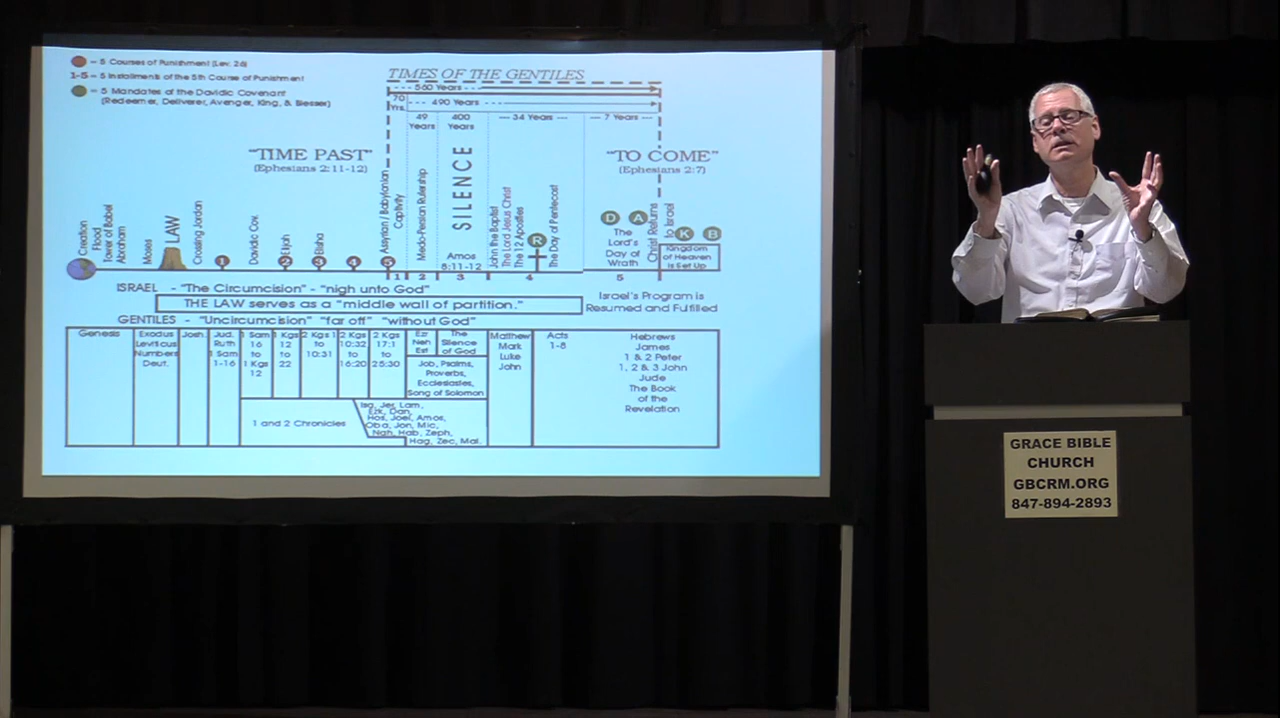 = 5 Courses of Punishment (Lev. 26)
1-5 = 5 Installments of the 5th Course of Punishment
= 5 Mandates of the Davidic Covenant
(Redeemer, Deliverer, Avenger, King, & Blesser)
TIMES OF THE GENTILES
560 Years
70 Yrs.
490 Years
49 Years
400 Years
34 Years
7 Years
"TIME PAST"
(Ephesians 2:11-12)
"TO COME"
(Ephesians 2:7)
Creation
Flood
Tower of Babel
Abraham
Moses
LAW
Crossing Jordan
1
Davidic Cov.
2
Elijah
3
Elisha
4
5
Assyrian / Babylonian
Captivity
Medo-Persian Rulership
SILENCE
Amos
8:11-12
John the Baptist
The Lord Jesus Christ
The 12 Apostles
R
The Day of Pentecost
D
A
The
Lord's
Day of
Wrath
Christ Returns
To Israel
K
B
Kingdom
of Heaven
is Set Up
1
2
3
4
5
ISRAEL - "The Circumcision" - "nigh unto God"
THE LAW serves as a "middle wall of partition."
GENTILES - "Uncircumcision" "far off" "without God"
Israel's Program is
Resumed and Fulfilled
Genesis
Exodus
Leviticus
Numbers
Deut.
Josh.
Jud.
Ruth
1 Sam
1-16
1 Sam
16
to
1 Kgs
12
1 Kgs
12
to
22
2 Kgs 1
to
10:31
2 Kgs
10:32
to
16:20
2 Kgs
17:1
to
25:30
Ezr
Neh
Est
The
Silence
of God
Job, Psalms,
Proverbs,
Ecclesiastes,
Song of Solomon
1 and 2 Chronicles
Isa, Jer, Lam,
Ezk, Dan,
Hos, Joel, Amos,
Oba, Jon, Mic,
Nah, Hab, Zeph,
Hag, Zec, Mal.
Matthew
Mark
Luke
John
Acts
1-8
Hebrews
James
1 & 2 Peter
1, 2 & 3 John
Jude
The Book
of the
Revelation
GRACE BIBLE
CHURCH
GBCRM.ORG
847-894-2893